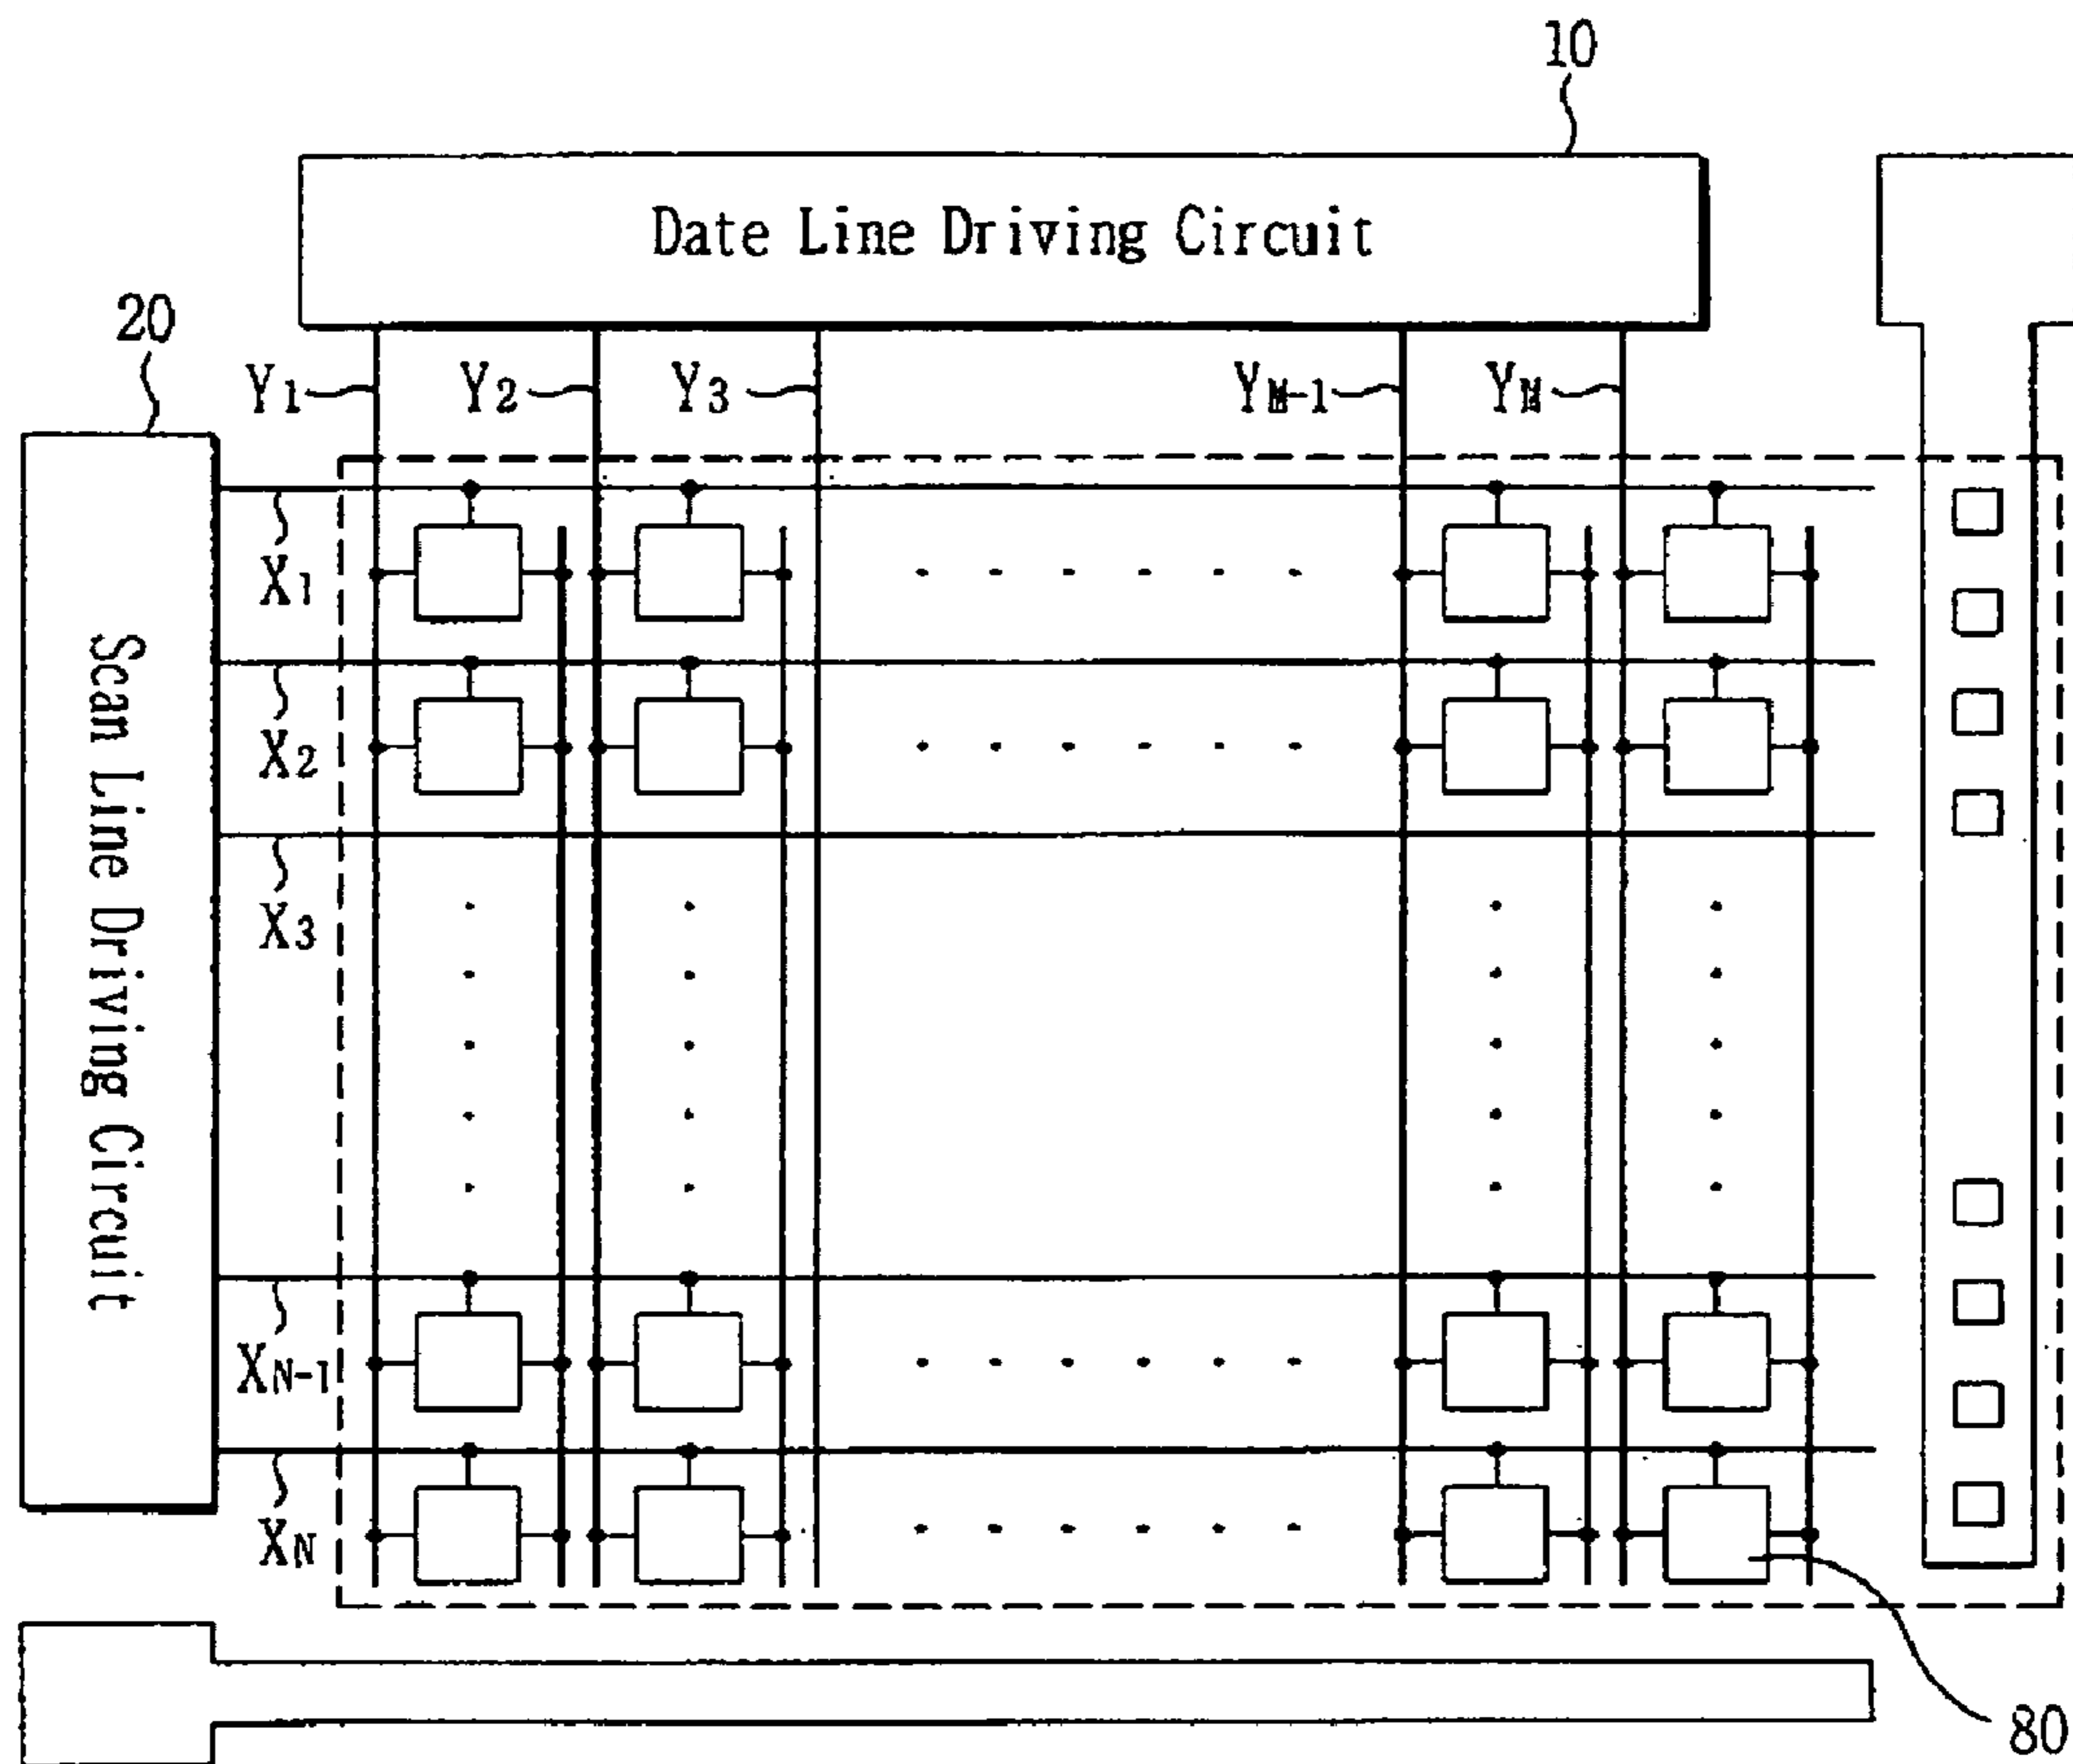 10
Date Line Driving Circuit
20
Y1 Y2 Y3 YM-1 YM
X1
X2
X3
Scan Line Driving Circuit
XN-1
XN
80